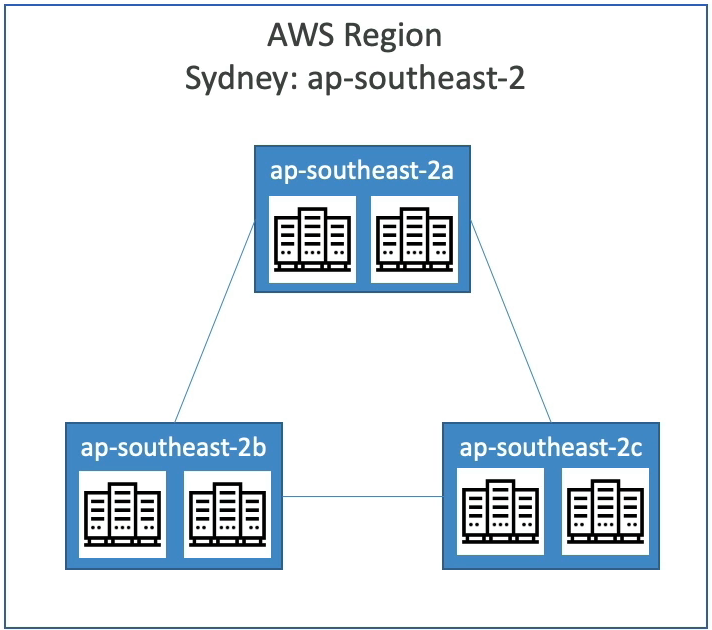 AWS Region
Sydney: ap-southeast-2
ap-southeast-2a
ap-southeast-2b
ap-southeast-2c